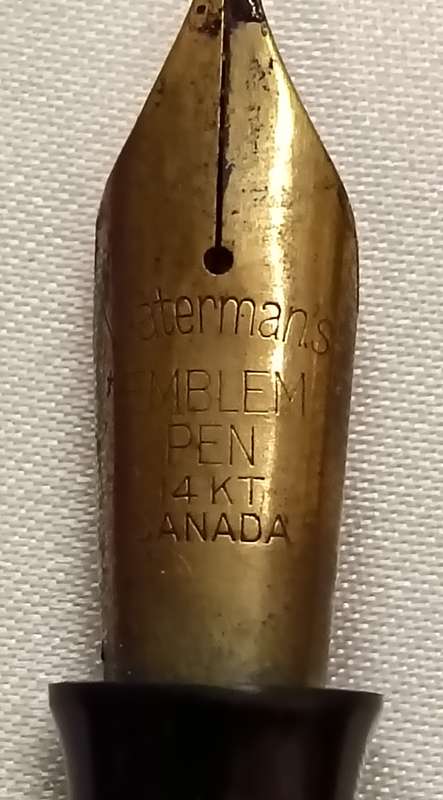 Waterman's
EMBLEM
PEN
14 KT
CANADA